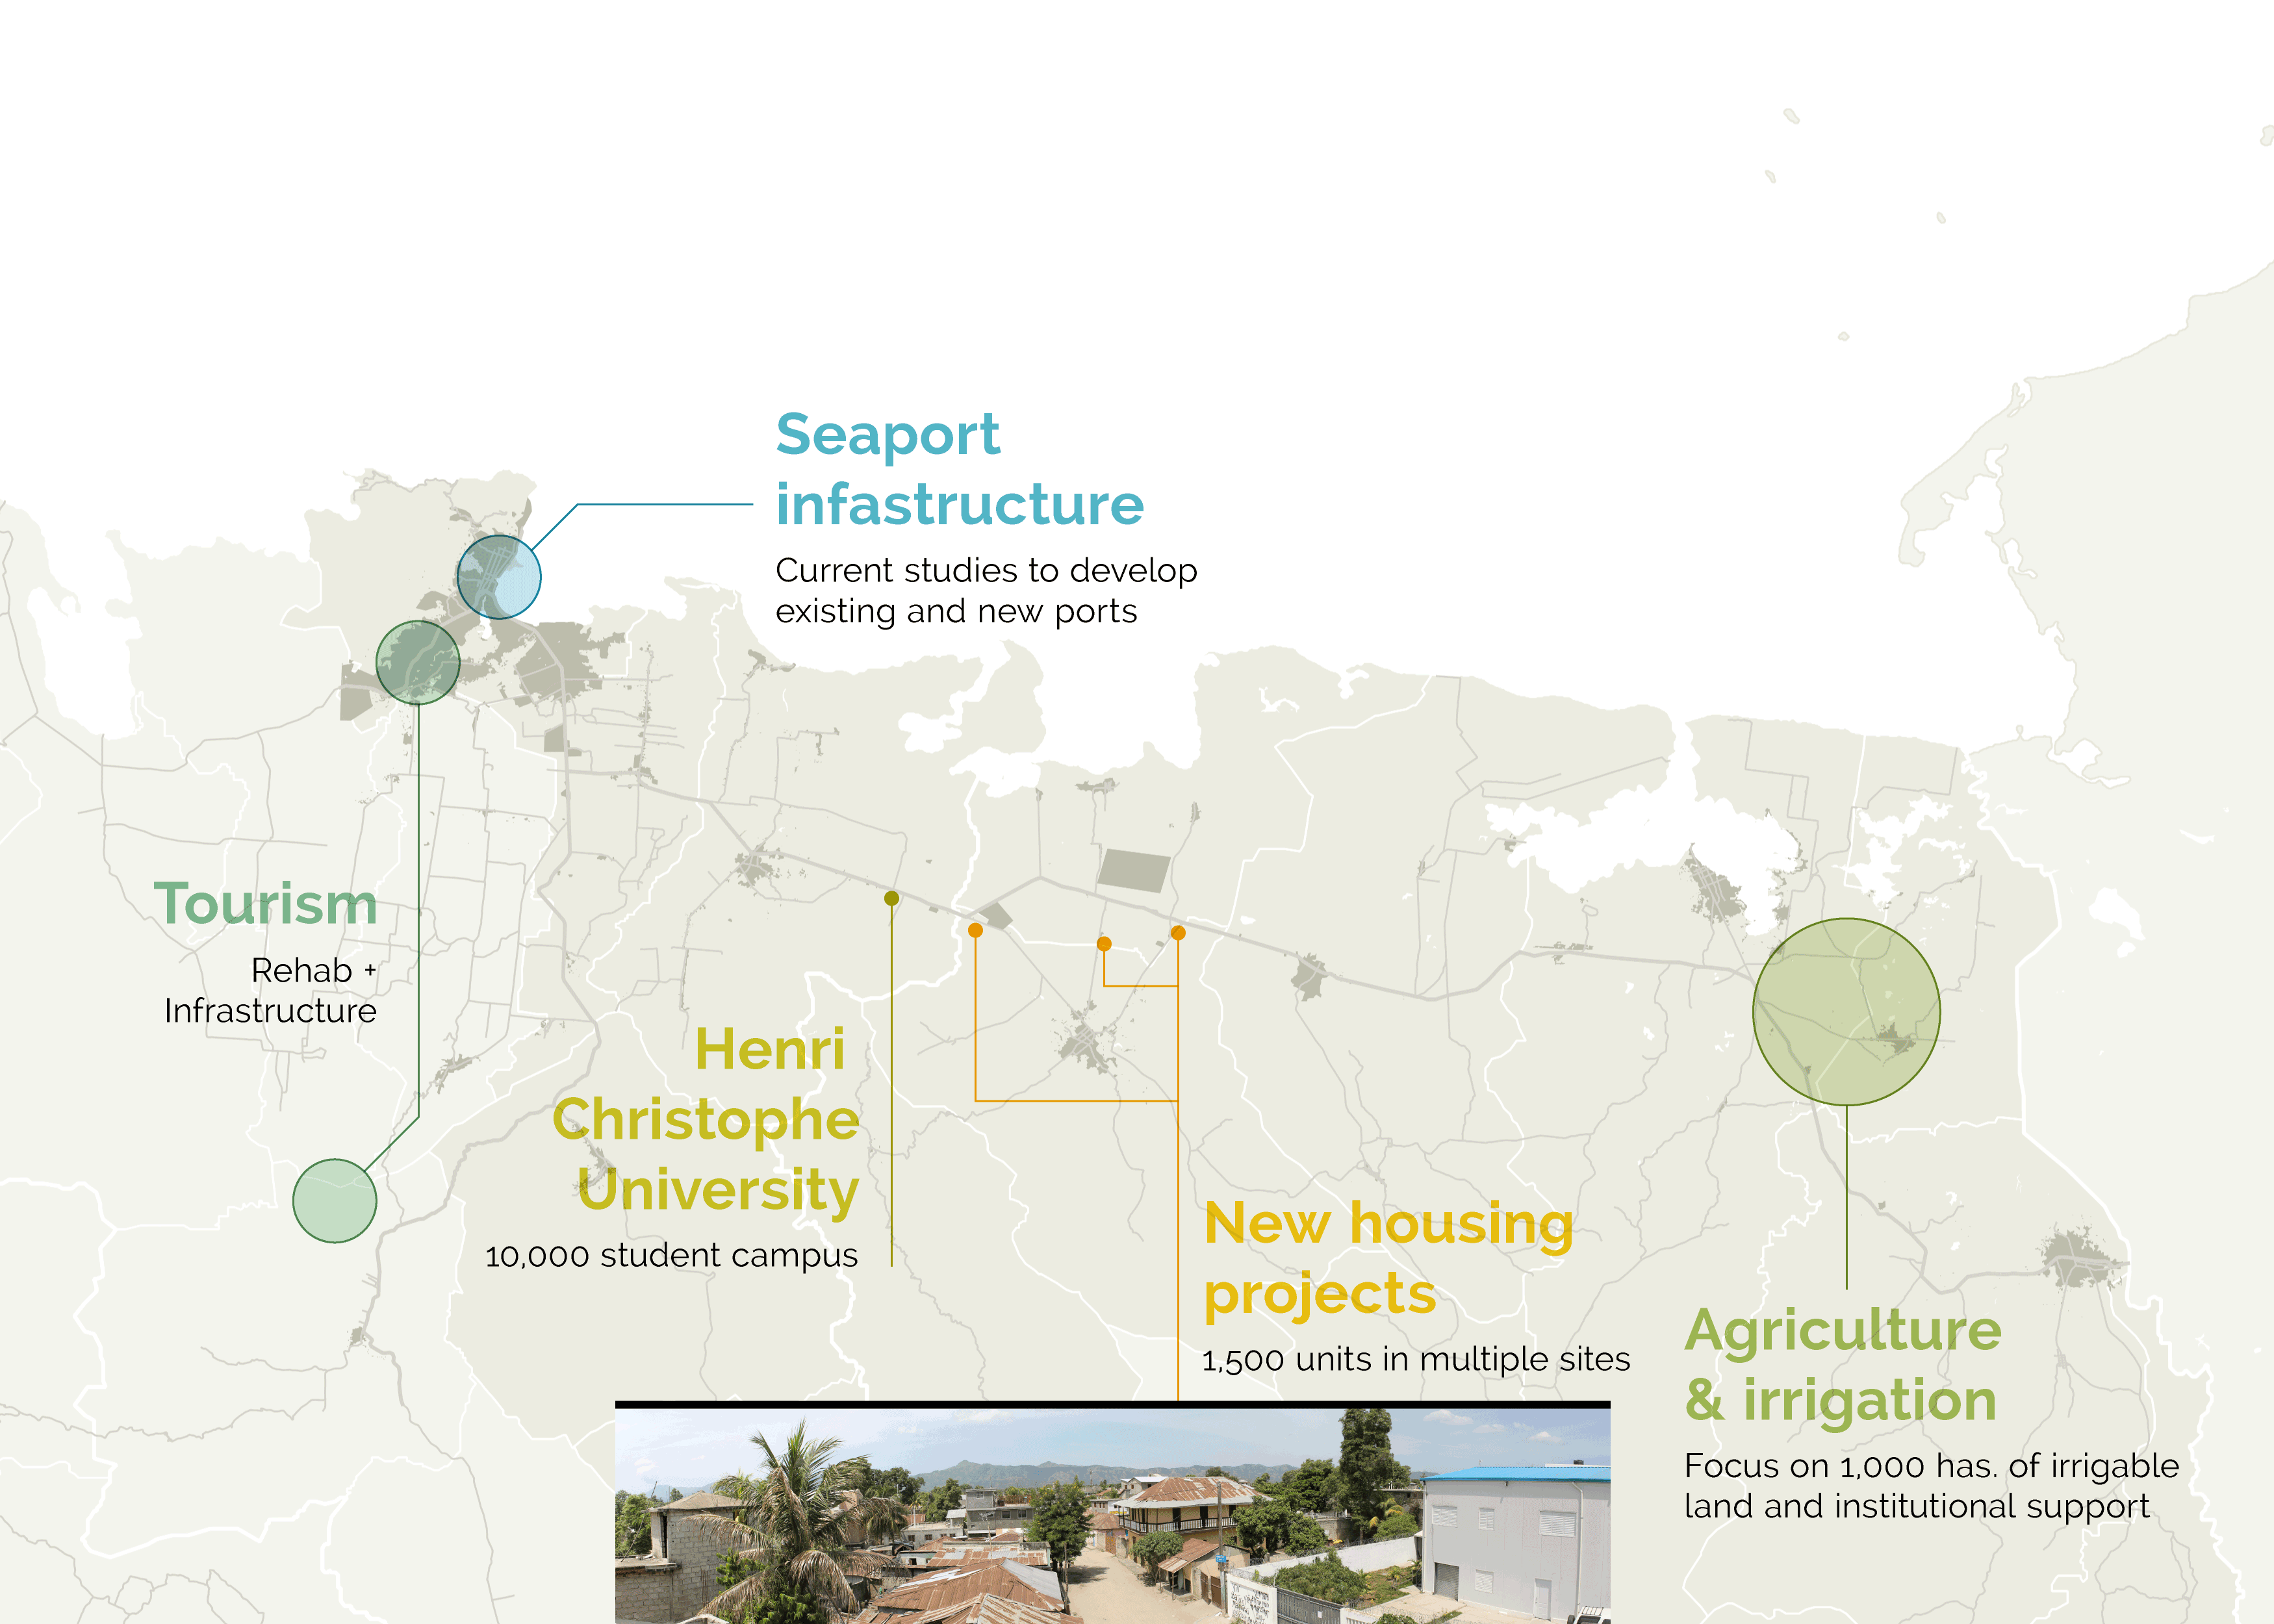 Seaport
infastructure
Current studies to develop
existing and new ports
Tourism
Rehab +
Infrastructure
Henri
Christophe
University
10,000 student campus
New housing
projects
1,500 units in multiple sites
Agriculture
& irrigation
Focus on 1,000 has. of irrigable
land and institutional support